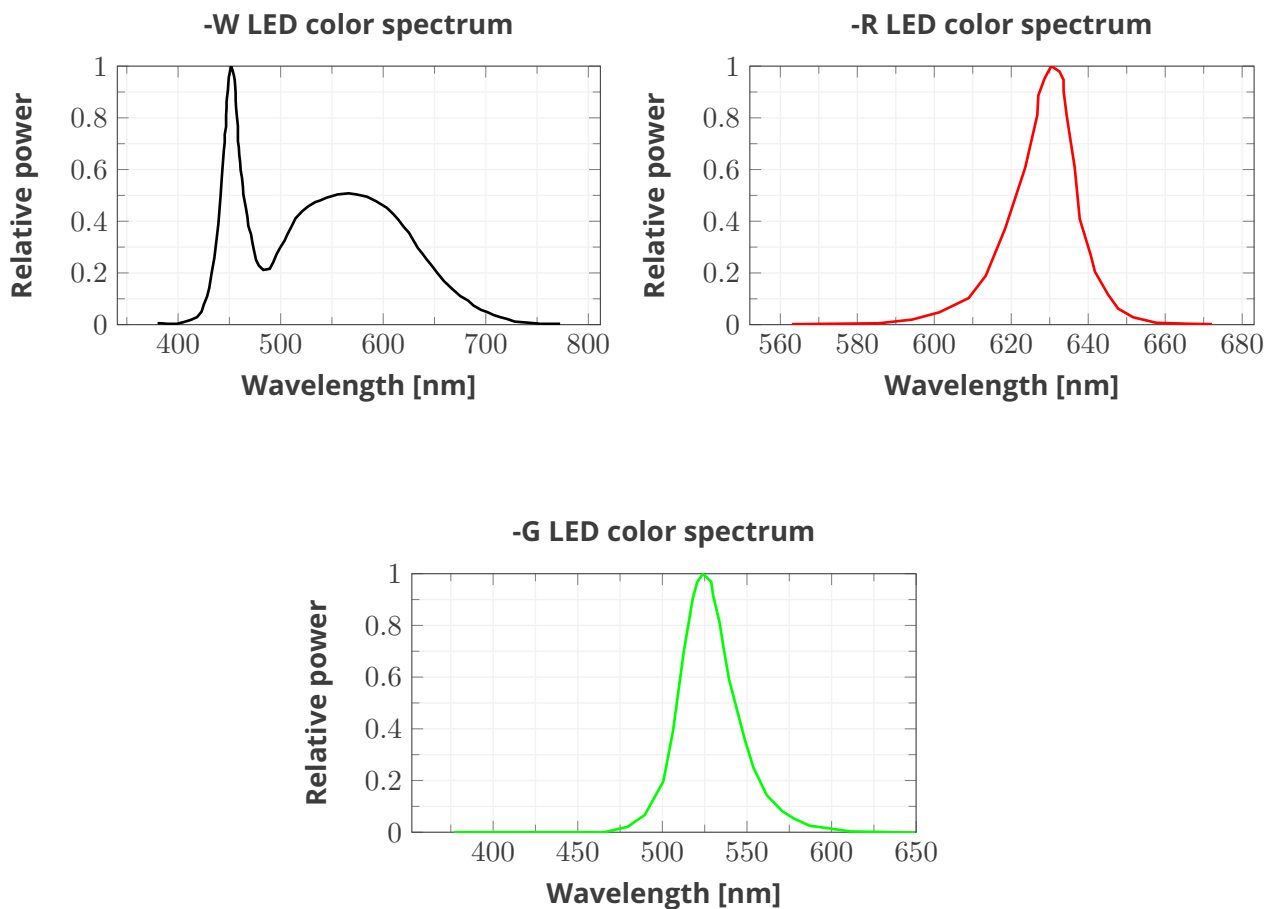 -W LED color spectrum
1
0.8
0.6
0.4
0.2
0
Relative power
400 500 600 700 800
Wavelength [nm]
-R LED color spectrum
1
0.8
0.6
0.4
0.2
0
Relative power
560 580 600 620 640 660 680
Wavelength [nm]
-G LED color spectrum
1
0.8
0.6
0.4
0.2
0
Relative power
400 450 500 550 600 650
Wavelength [nm]